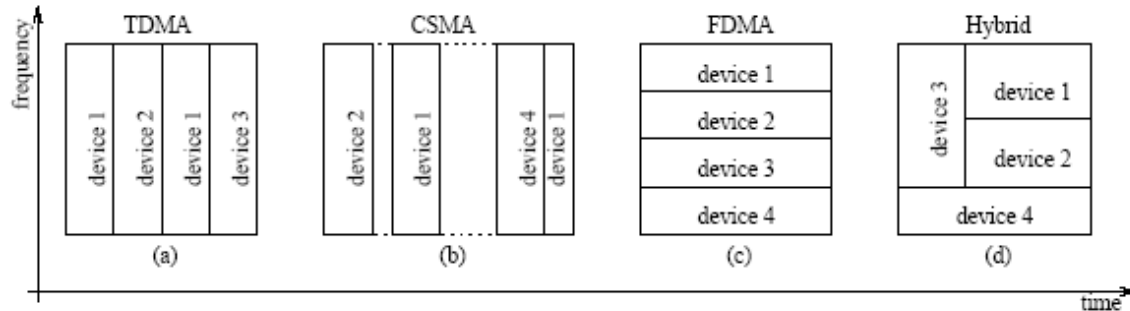 frequency
TDMA
device 1
device 2
device 1
device 3
(a)
CSMA
device 2
device 1
device 4
device 1
(b)
FDMA
device 1
device 2
device 3
device 4
(c)
Hybrid
device 3
device 1
device 2
device 4
(d)
time